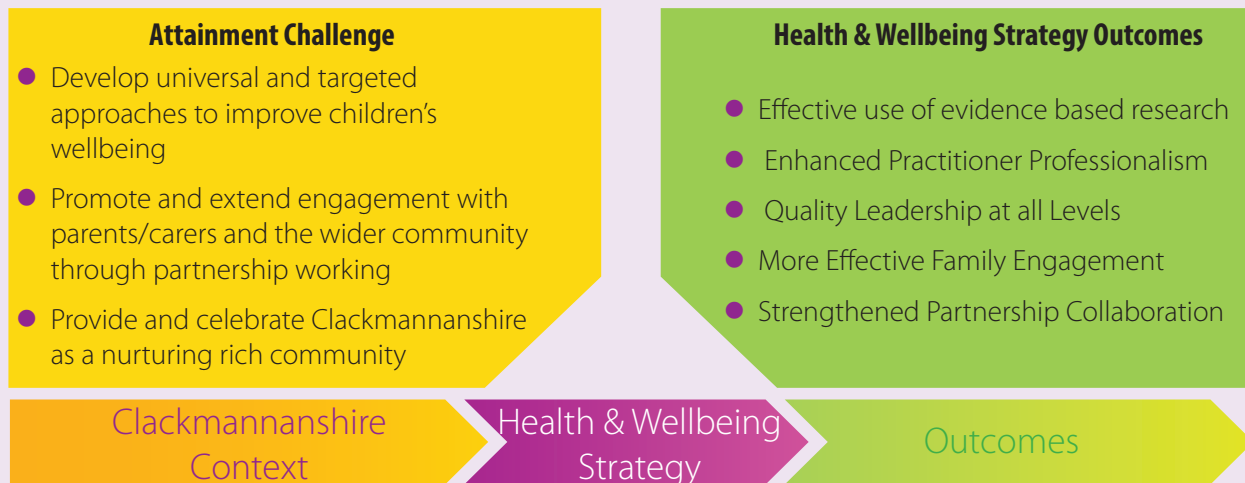 Attainment Challenge
Develop universal and targeted
approaches to improve children’s
wellbeing
Promote and extend engagement with
parents/carers and the wider community
through partnership working
Provide and celebrate Clackmannanshire
as a nurturing rich community
Health & Wellbeing Strategy Outcomes
Effective use of evidence based research
Enhanced Practitioner Professionalism
Quality Leadership at all Levels
More Effective Family Engagement
Strengthened Partnership Collaboration
Clackmannanshire
Context
Health & Wellbeing
Strategy
Outcomes